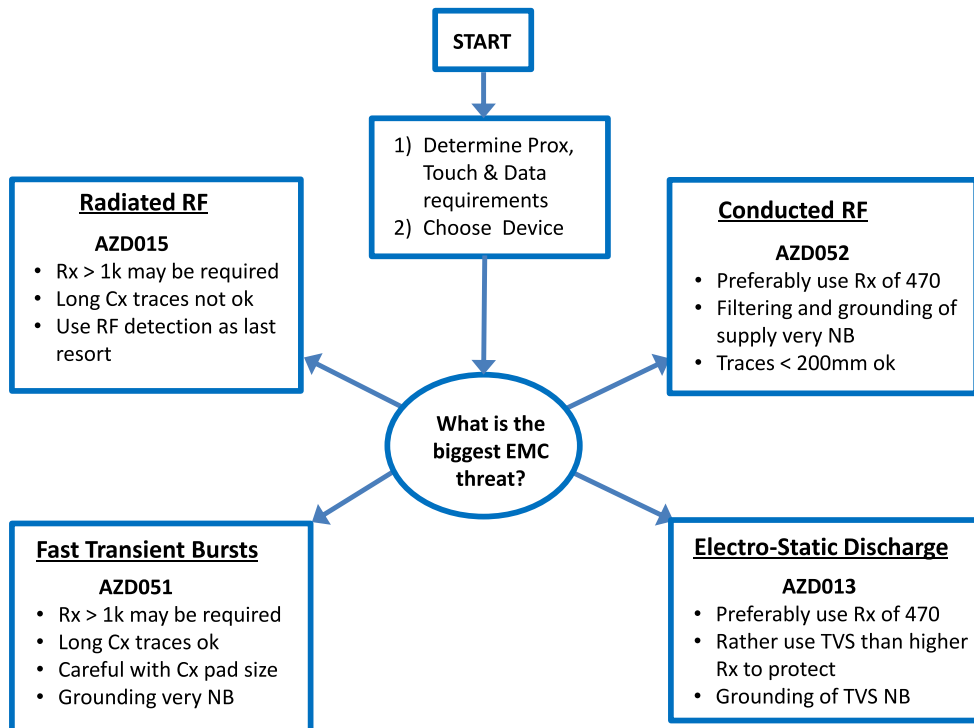 START
1) Determine Prox,
Touch & Data
requirements
2) Choose Device
Radiated RF
AZD015
• Rx > 1k may be required
• Long Cx traces not ok
• Use RF detection as last
resort
Conducted RF
AZD052
• Preferably use Rx of 470
• Filtering and grounding of
supply very NB
• Traces < 200mm ok
What is the
biggest EMC
threat?
Fast Transient Bursts
AZD051
• Rx > 1k may be required
• Long Cx traces ok
• Careful with Cx pad size
• Grounding very NB
Electro-Static Discharge
AZD013
• Preferably use Rx of 470
• Rather use TVS than higher
Rx to protect
• Grounding of TVS NB